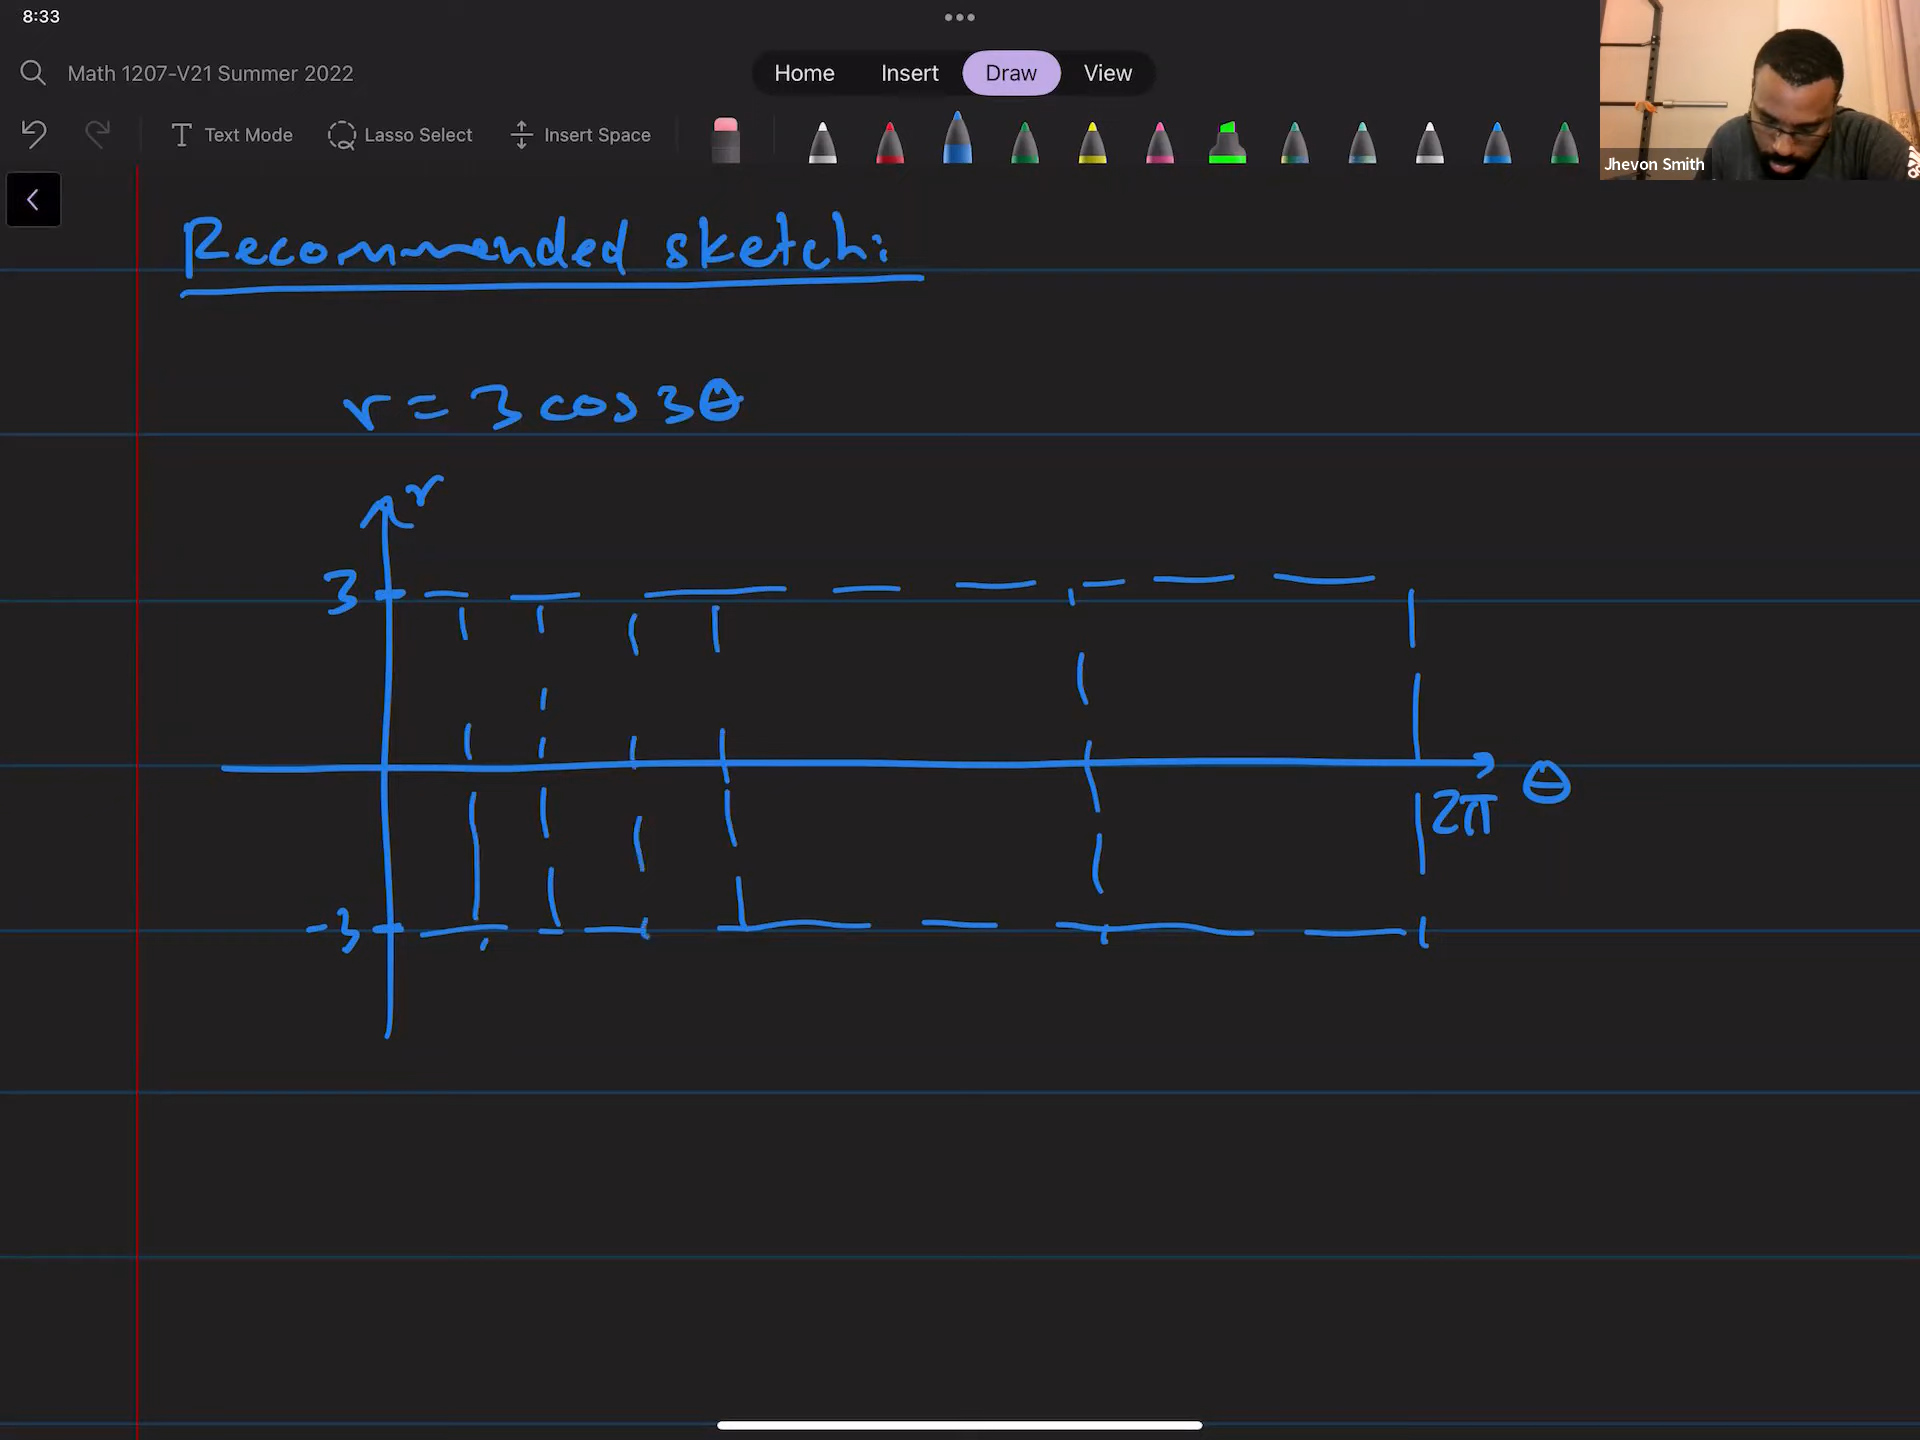 8:33
Math 1207-V21 Summer 2022
Home Insert Draw View
Text Mode Lasso Select Insert Space
Jhevon Smith
Recommended sketch:
r = 3 cos 3θ
r
3
2π θ
-3